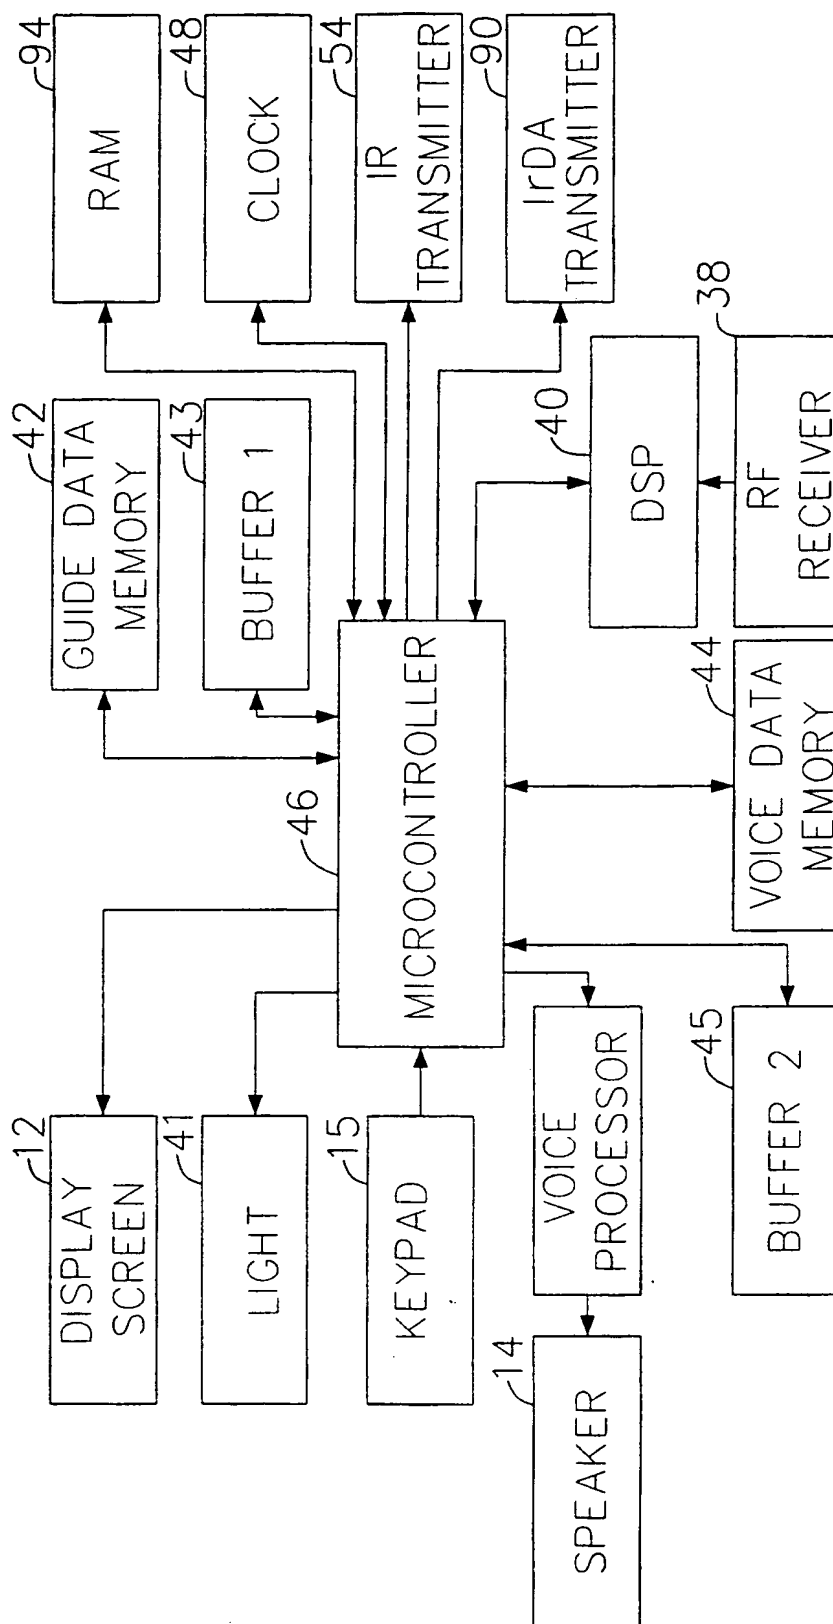 12
DISPLAY
SCREEN
41
LIGHT
15
KEYPAD
14
SPEAKER
VOICE
PROCESSOR
45
BUFFER 2
46
MICROCONTROLLER
42
GUIDE DATA
MEMORY
43
BUFFER 1
44
VOICE DATA
MEMORY
94
RAM
48
CLOCK
54
IR
TRANSMITTER
90
IrDA
TRANSMITTER
40
DSP
38
RF
RECEIVER